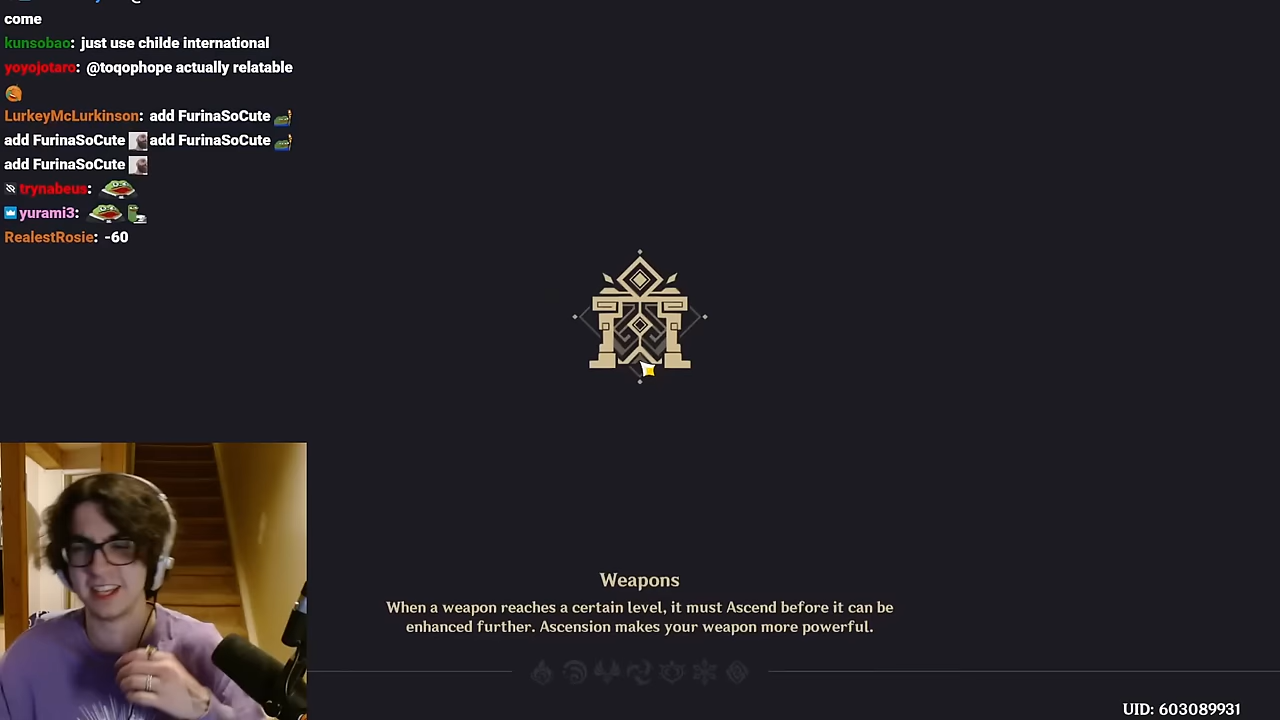 come
kunsobao: just use childe international
yoyojotaro: @toqophope actually relatable
LurkeyMcLurkinson: add FurinaSoCute
add FurinaSoCute add FurinaSoCute
add FurinaSoCute
trynabeus:
yurami3:
RealestRosie: -60
Weapons
When a weapon reaches a certain level, it must Ascend before it can be
enhanced further. Ascension makes your weapon more powerful.
UID: 603089931